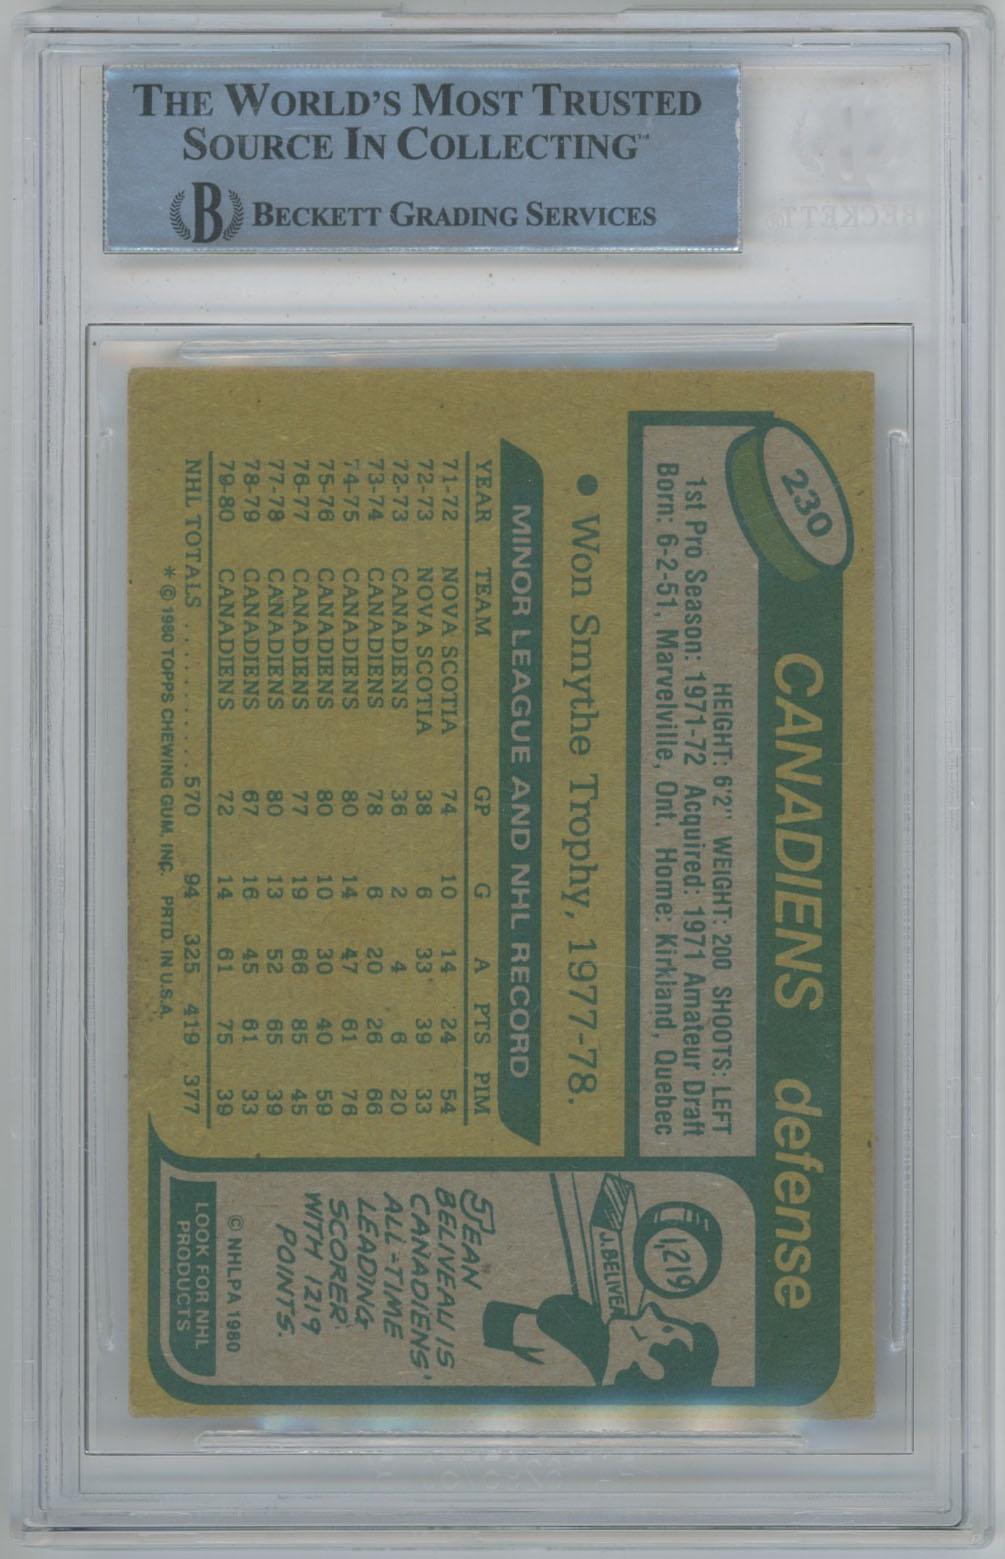 THE WORLD'S MOST TRUSTED
SOURCE IN COLLECTING™
B BECKETT GRADING SERVICES
BECKETT®
230
CANADIENS defense
HEIGHT: 6'2" WEIGHT: 200 SHOOTS: LEFT
1st Pro Season: 1971-72 Acquired: 1971 Amateur Draft
Born: 6-2-51, Marvelville, Ont. Home: Kirkland, Quebec
• Won Smythe Trophy, 1977-78.
MINOR LEAGUE AND NHL RECORD
YEAR TEAM GP G A PTS PIM
71-72 NOVA SCOTIA 74 10 14 24 54
72-73 NOVA SCOTIA 38 6 33 39 33
72-73 CANADIENS 36 2 4 6 20
73-74 CANADIENS 78 6 20 26 66
74-75 CANADIENS 80 14 47 61 76
75-76 CANADIENS 80 10 30 40 59
76-77 CANADIENS 77 19 66 85 45
77-78 CANADIENS 80 13 52 65 39
78-79 CANADIENS 67 16 45 61 33
79-80 CANADIENS 72 14 61 75 39
NHL TOTALS . . . . . . . . . . . . . . . 570 94 325 419 377
* © 1980 TOPPS CHEWING GUM, INC. PRTD. IN U.S.A.
1,219
J. BELIVEA
JEAN
BELIVEAU IS
CANADIENS'
ALL-TIME
LEADING
SCORER
WITH 1219
POINTS.
© NHLPA 1980
LOOK FOR NHL
PRODUCTS